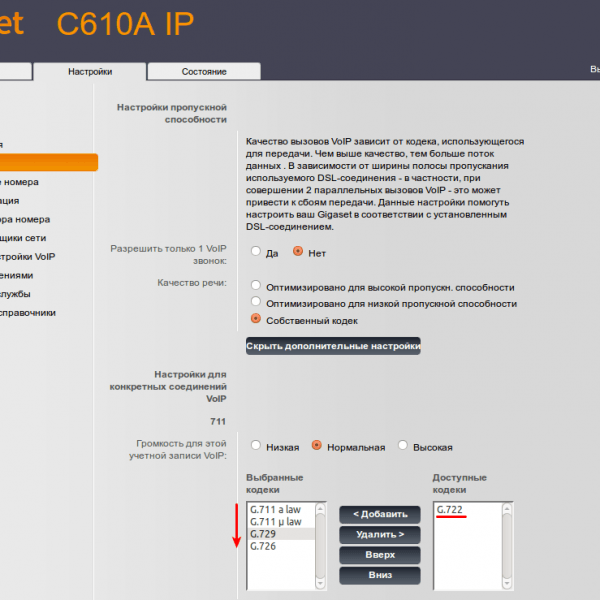 et C610A IP
Настройки Состояние Вы
Настройки пропускной
способности
Качество вызовов VoIP зависит от кодека, использующегося
для передачи. Чем выше качество, тем больше поток
данных . В зависимости от ширины полосы пропускания
используемого DSL-соединения - в частности, при
совершении 2 параллельных вызовов VoIP - это может
привести к сбоям передачи. Данные настройки помогуть
настроить ваш Gigaset в соответствии с установленным
DSL-соединением.
я
е номера
ация
ора номера
щики сети
тройки VoIP
ениями
службы
справочники
Разрешить только 1 VoIP
звонок:
Да Нет
Качество речи:
Оптимизировано для высокой пропускн. способности
Оптимизировано для низкой пропускной способности
Собственный кодек
Скрыть дополнительные настройки
Настройки для
конкретных соединений
VoIP
711
Громкость для этой
учетной записи VoIP:
Низкая Нормальная Высокая
Выбранные
кодеки
G.711 a law
G.711 µ law
G.729
G.726
< Добавить
Удалить >
Вверх
Вниз
Доступные
кодеки
G.722